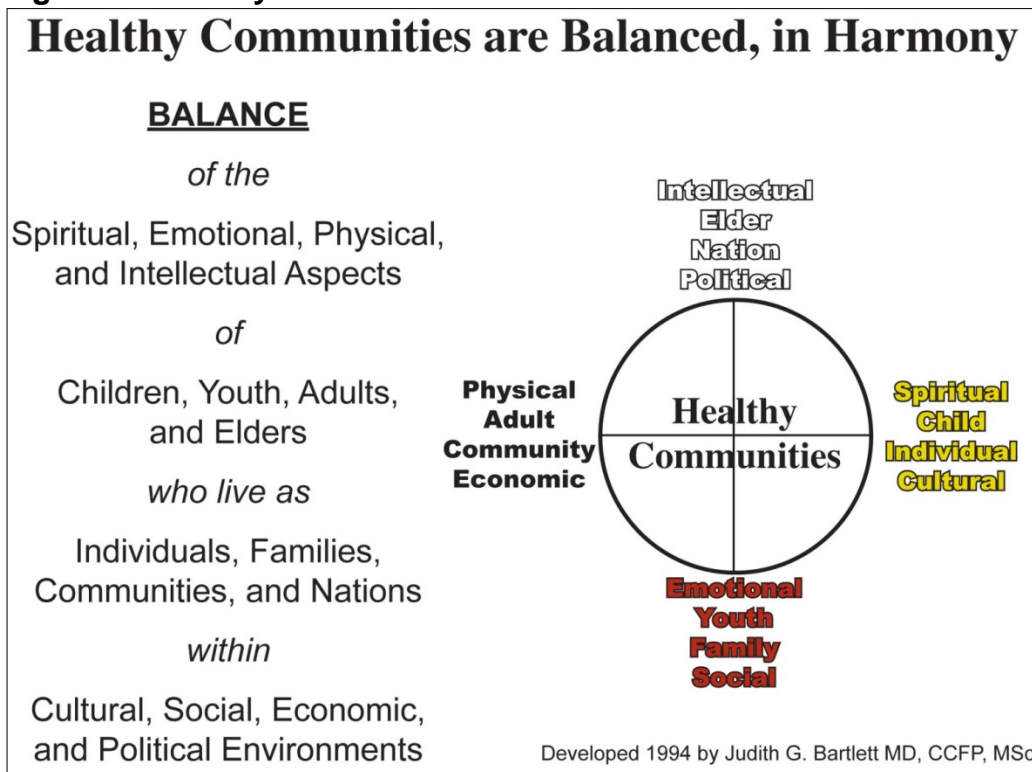 Healthy Communities are Balanced, in Harmony
BALANCE
of the
Spiritual, Emotional, Physical,
and Intellectual Aspects
of
Children, Youth, Adults,
and Elders
who live as
Individuals, Families,
Communities, and Nations
within
Cultural, Social, Economic,
and Political Environments
Intellectual
Elder
Nation
Political
Physical
Adult
Community
Economic
Healthy
Communities
Spiritual
Child
Individual
Cultural
Emotional
Youth
Family
Social
Developed 1994 by Judith G. Bartlett MD, CCFP, MSc